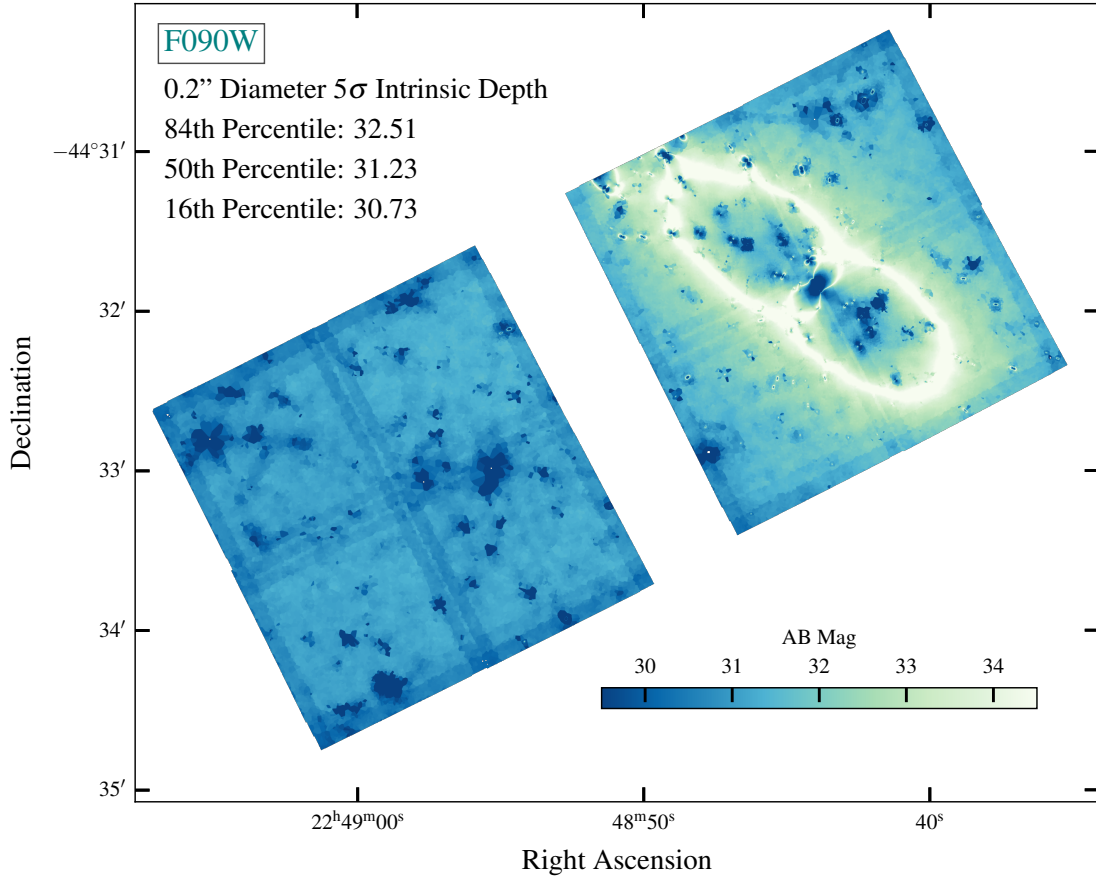 F090W
0.2” Diameter 5σ Intrinsic Depth
84th Percentile: 32.51
50th Percentile: 31.23
16th Percentile: 30.73
−44°31′
32′
33′
34′
35′
Declination
AB Mag
30 31 32 33 34
22ʰ49ᵐ00ˢ 48ᵐ50ˢ 40ˢ
Right Ascension